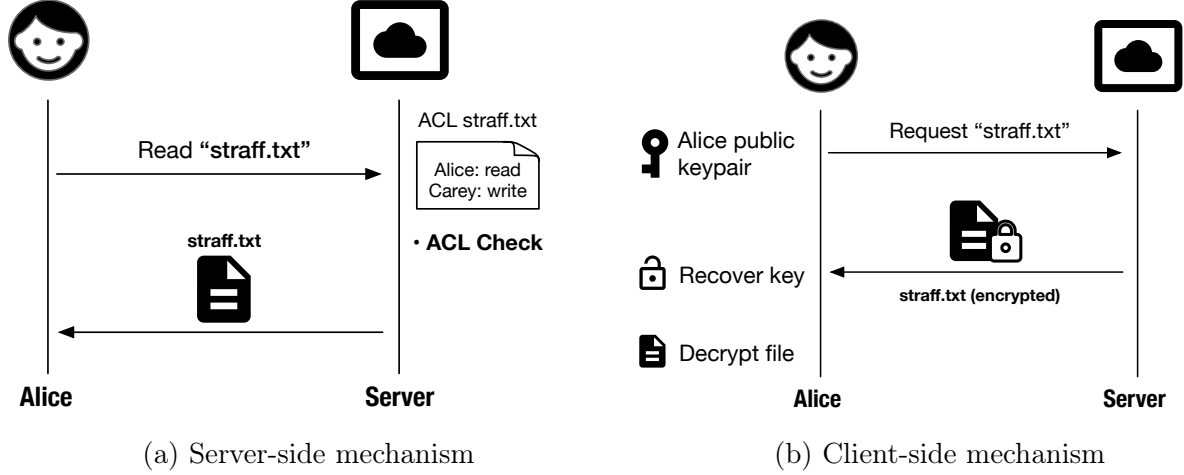 ACL straff.txt
Read “straff.txt”
Alice: read
Carey: write
straff.txt
· ACL Check
Alice
Server
(a) Server-side mechanism
Alice public
keypair
Request “straff.txt”
Recover key
straff.txt (encrypted)
Decrypt file
Alice
Server
(b) Client-side mechanism